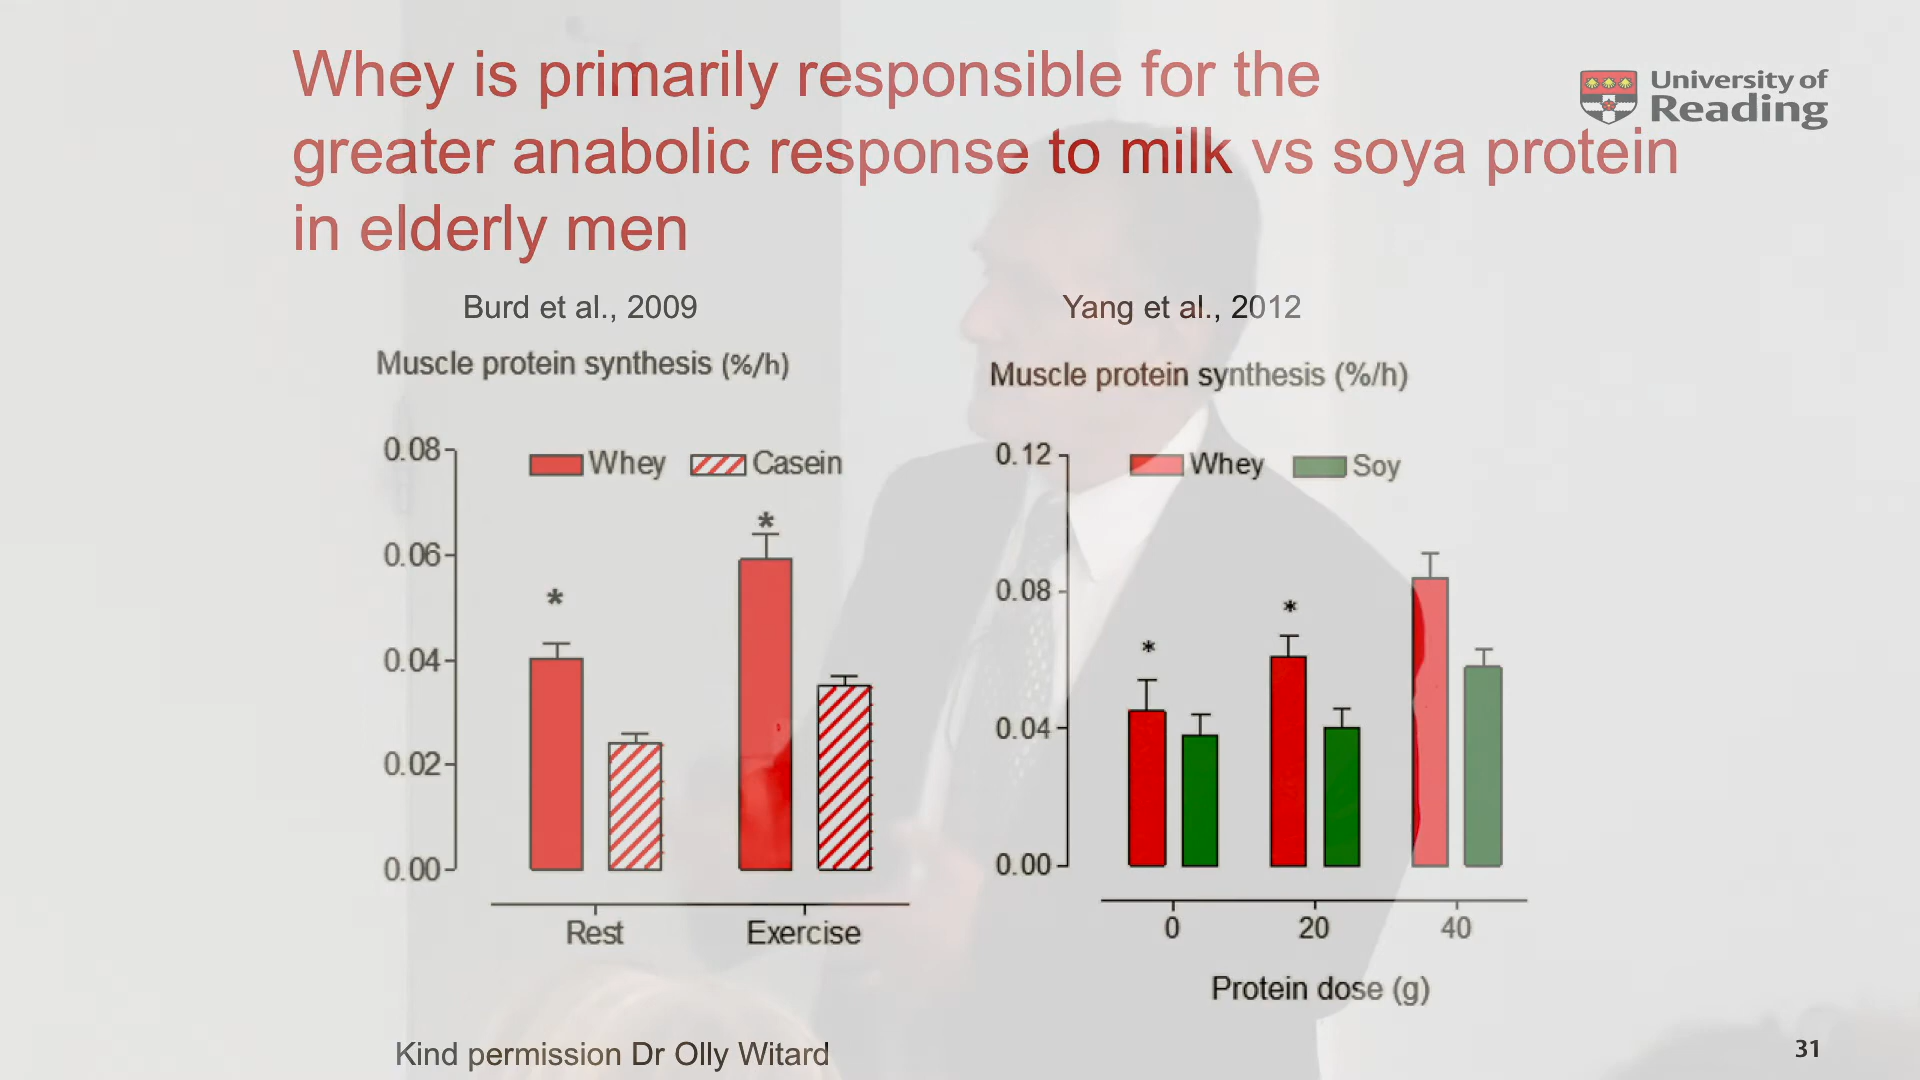 Whey is primarily responsible for the
greater anabolic response to milk vs soya protein
in elderly men
University of
Reading
Burd et al., 2009
Muscle protein synthesis (%/h)
0.08
0.06
0.04
0.02
0.00
Whey
Casein
*
*
Rest
Exercise
Yang et al., 2012
Muscle protein synthesis (%/h)
0.12
0.08
0.04
0.00
Whey
Soy
*
*
0
20
40
Protein dose (g)
Kind permission Dr Olly Witard
31